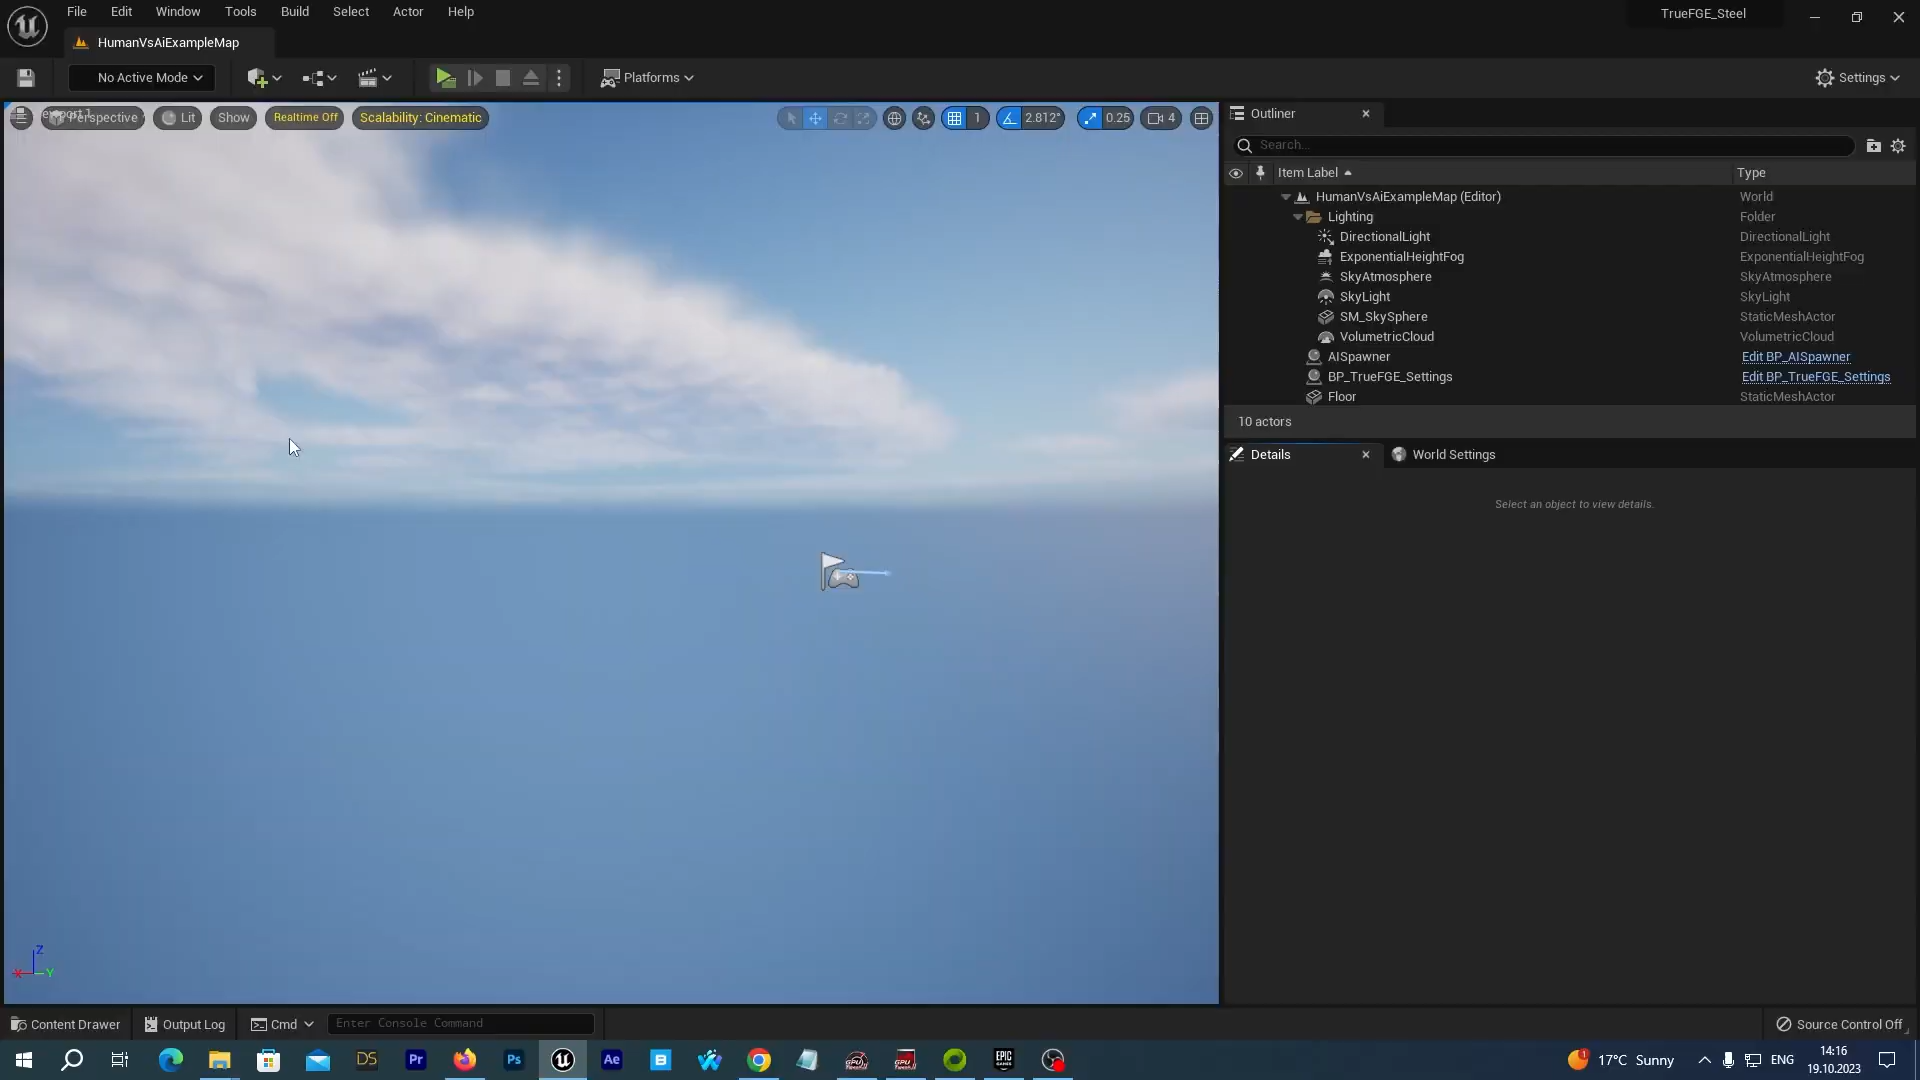 File Edit Window Tools Build Select Actor Help
TrueFGE_Steel
HumanVsAiExampleMap
No Active Mode
Platforms
Settings
Perspective Lit Show Realtime Off Scalability: Cinematic
1 2.812° 0.25 4
Outliner
Search...
Item Label Type
HumanVsAiExampleMap (Editor) World
Lighting Folder
DirectionalLight DirectionalLight
ExponentialHeightFog ExponentialHeightFog
SkyAtmosphere SkyAtmosphere
SkyLight SkyLight
SM_SkySphere StaticMeshActor
VolumetricCloud VolumetricCloud
AISpawner Edit BP_AISpawner
BP_TrueFGE_Settings Edit BP_TrueFGE_Settings
Floor StaticMeshActor
10 actors
Details World Settings
Select an object to view details.
Z
X Y
Content Drawer Output Log Cmd Enter Console Command
Source Control Off
DS Pr Ps Ae EPIC GAMES
1 17°C Sunny ENG 14:16
19.10.2023